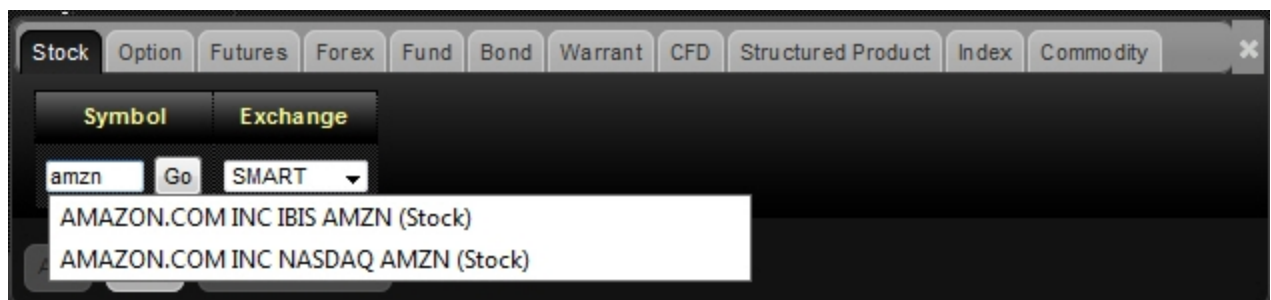 Stock Option Futures Forex Fund Bond Warrant CFD Structured Product Index Commodity
Symbol Exchange
amzn Go SMART
AMAZON.COM INC IBIS AMZN (Stock)
AMAZON.COM INC NASDAQ AMZN (Stock)